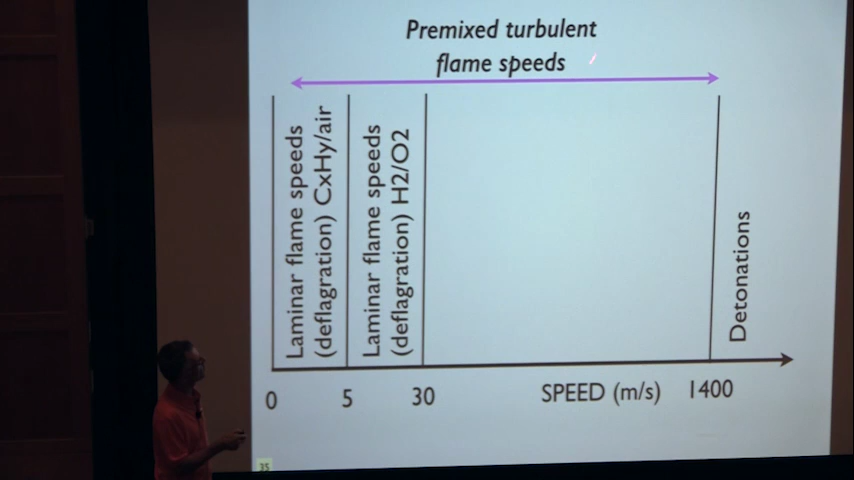 Premixed turbulent
flame speeds
Laminar flame speeds
(deflagration) CxHy/air
Laminar flame speeds
(deflagration) H2/O2
Detonations
0
5
30
SPEED (m/s)
1400
35